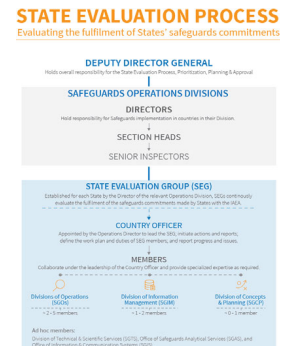 STATE EVALUATION PROCESS
Evaluating the fulfilment of States' safeguards commitments
DEPUTY DIRECTOR GENERAL
Holds overall responsibility for the State Evaluation Process, Prioritization, Planning & Approval
SAFEGUARDS OPERATIONS DIVISIONS
DIRECTORS
Hold responsibility for Safeguards implementation in countries in their Division
SECTION HEADS
SENIOR INSPECTORS
STATE EVALUATION GROUP (SEG)
Established for each State by the Director of the relevant Operations Division, SEGs continuously
evaluate the fulfilment of the safeguards commitments made by States with the IAEA.
COUNTRY OFFICER
Appointed by the Operations Director to lead the SEG, initiate actions and reports;
define the work plan and duties of SEG members; and report progress and issues.
MEMBERS
Collaborate under the leadership of the Country Officer and provide specialized expertise as required.
Divisions of Operations
(SGOs)
~ 2-5 members
Division of Information
Management (SGIM)
~ 1-2 members
Division of Concepts
& Planning (SGCP)
~ 0-1 member
Ad hoc members:
Division of Technical & Scientific Services (SGTS), Office of Safeguards Analytical Services (SGAS), and
Office of Information & Communication Systems (SGIS)